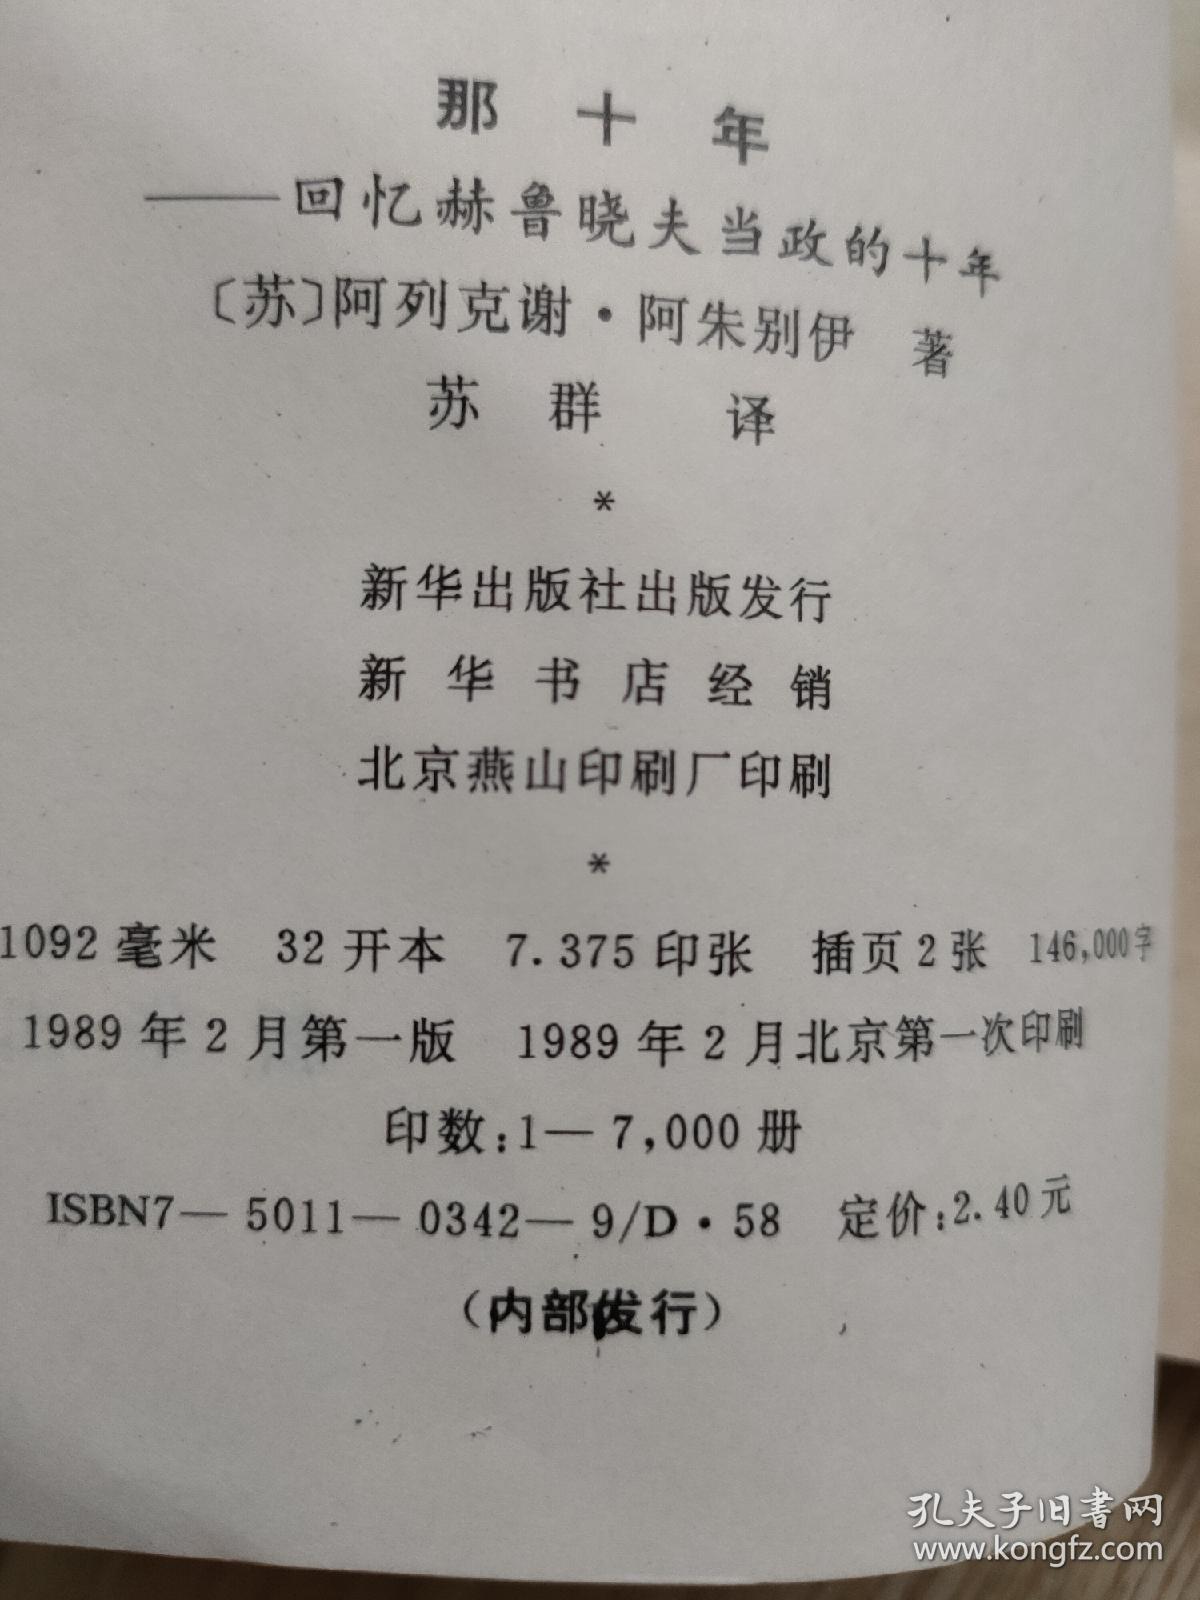 那十年
——回忆赫鲁晓夫当政的十年
〔苏〕阿列克谢·阿朱别伊 著
苏群 译
*
新华出版社出版发行
新华书店经销
北京燕山印刷厂印刷
*
1092毫米 32开本 7.375印张 插页2张 146,000字
1989年2月第一版 1989年2月北京第一次印刷
印数:1—7,000册
ISBN7—5011—0342—9/D·58 定价:2.40元
(内部发行)
孔夫子旧书网
www.kongfz.com